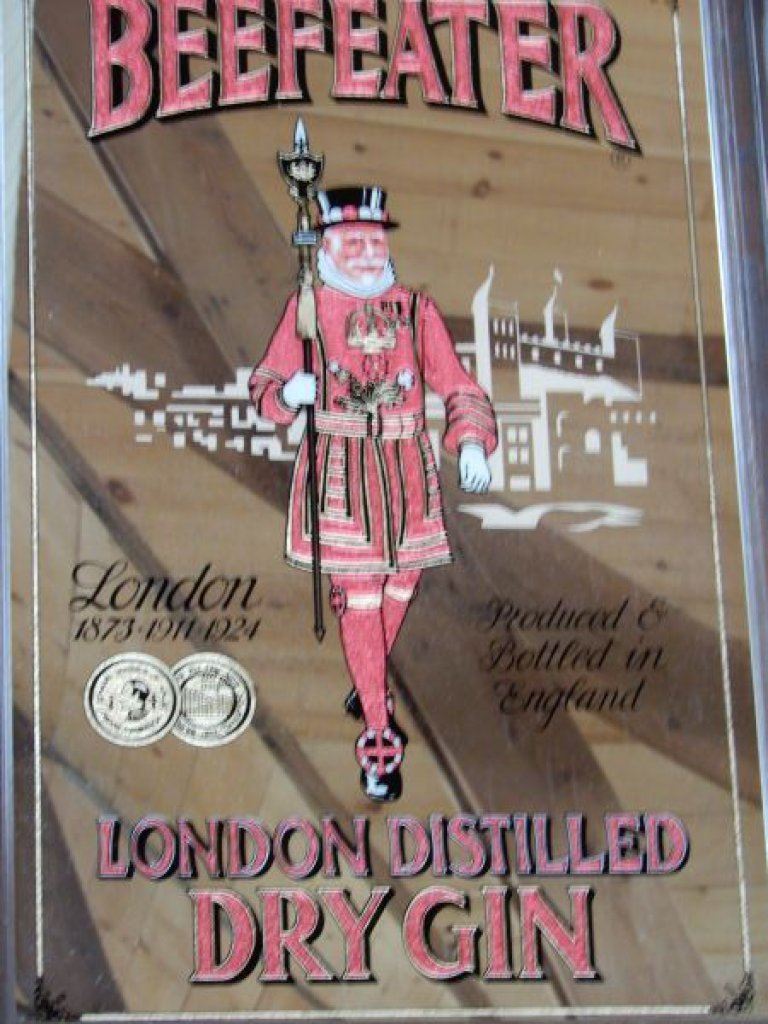 BEEFEATER
®
London
1873·1911·1924
Produced &
Bottled in
England
LONDON DISTILLED
DRY GIN